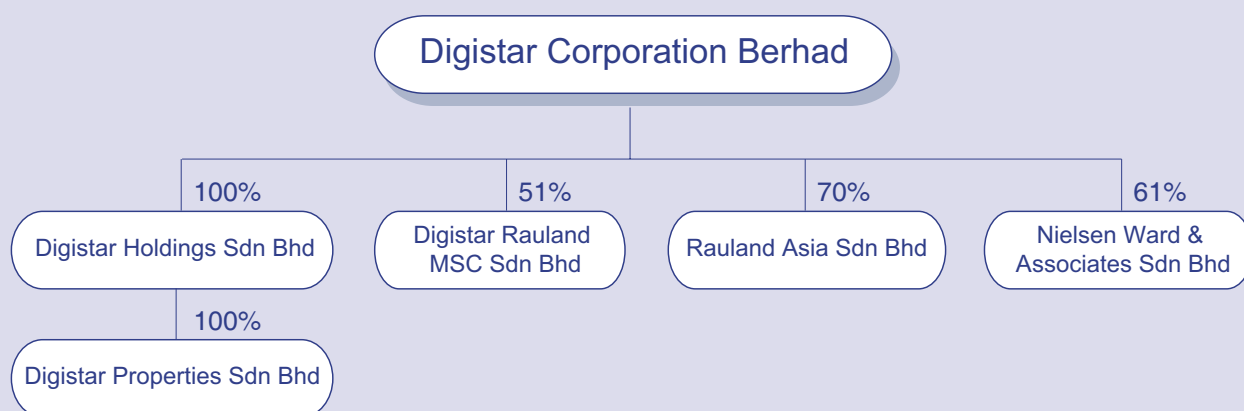 Digistar Corporation Berhad
100%
51%
70%
61%
Digistar Holdings Sdn Bhd
Digistar Rauland
MSC Sdn Bhd
Rauland Asia Sdn Bhd
Nielsen Ward &
Associates Sdn Bhd
100%
Digistar Properties Sdn Bhd